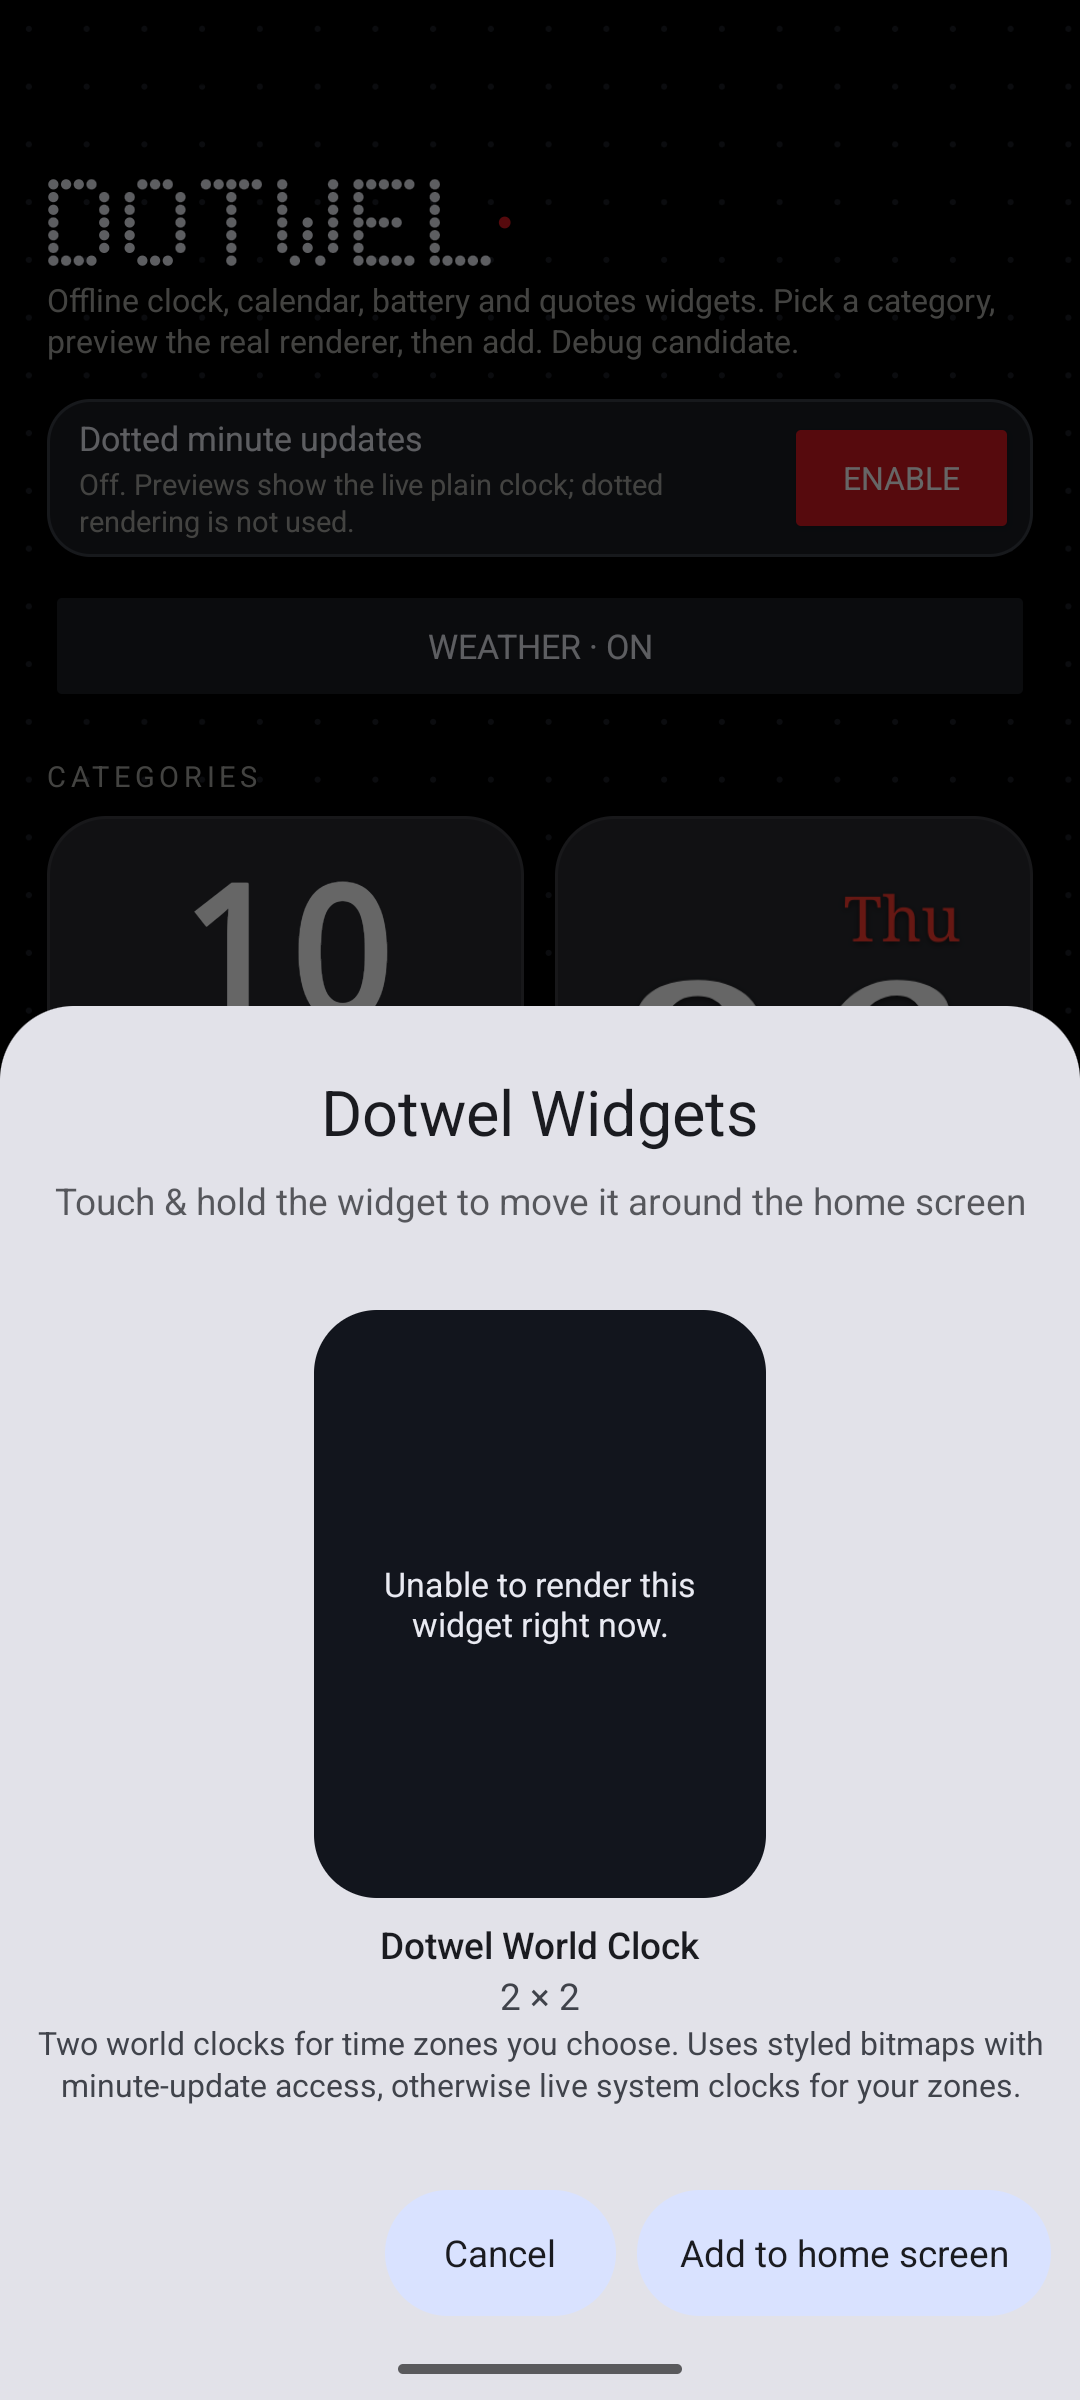 DOTWEL
Offline clock, calendar, battery and quotes widgets. Pick a category,
preview the real renderer, then add. Debug candidate.
Dotted minute updates
Off. Previews show the live plain clock; dotted
rendering is not used.
ENABLE
WEATHER · ON
CATEGORIES
10
Thu
Dotwel Widgets
Touch & hold the widget to move it around the home screen
Unable to render this
widget right now.
Dotwel World Clock
2 × 2
Two world clocks for time zones you choose. Uses styled bitmaps with
minute-update access, otherwise live system clocks for your zones.
Cancel
Add to home screen